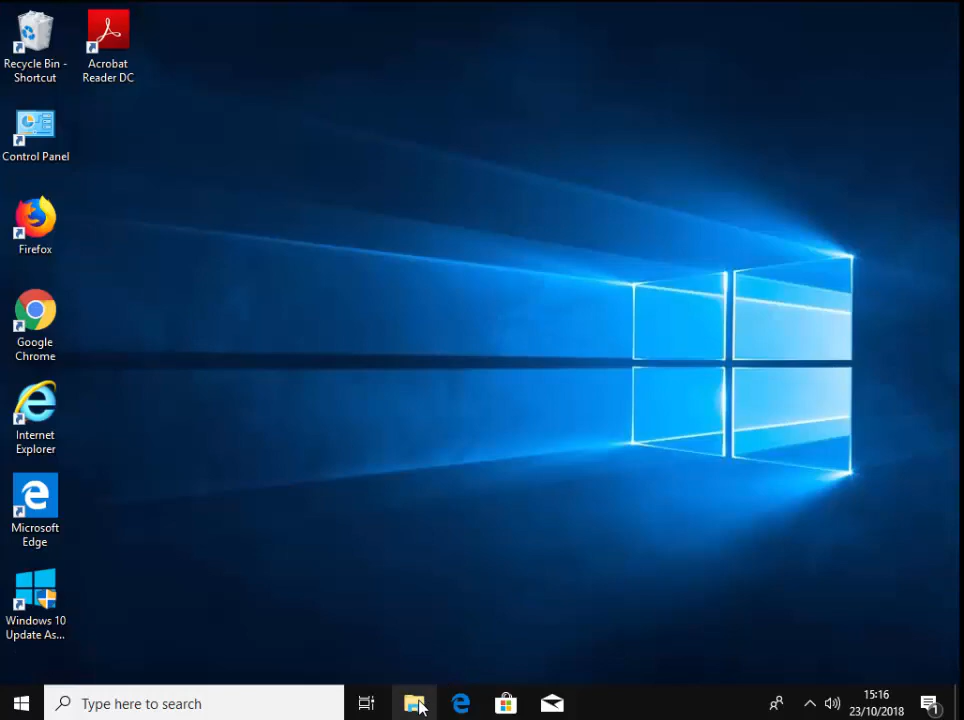 Recycle Bin -
Shortcut
Acrobat
Reader DC
Control Panel
Firefox
Google
Chrome
Internet
Explorer
Microsoft
Edge
Windows 10
Update As...
Type here to search
15:16
23/10/2018
1